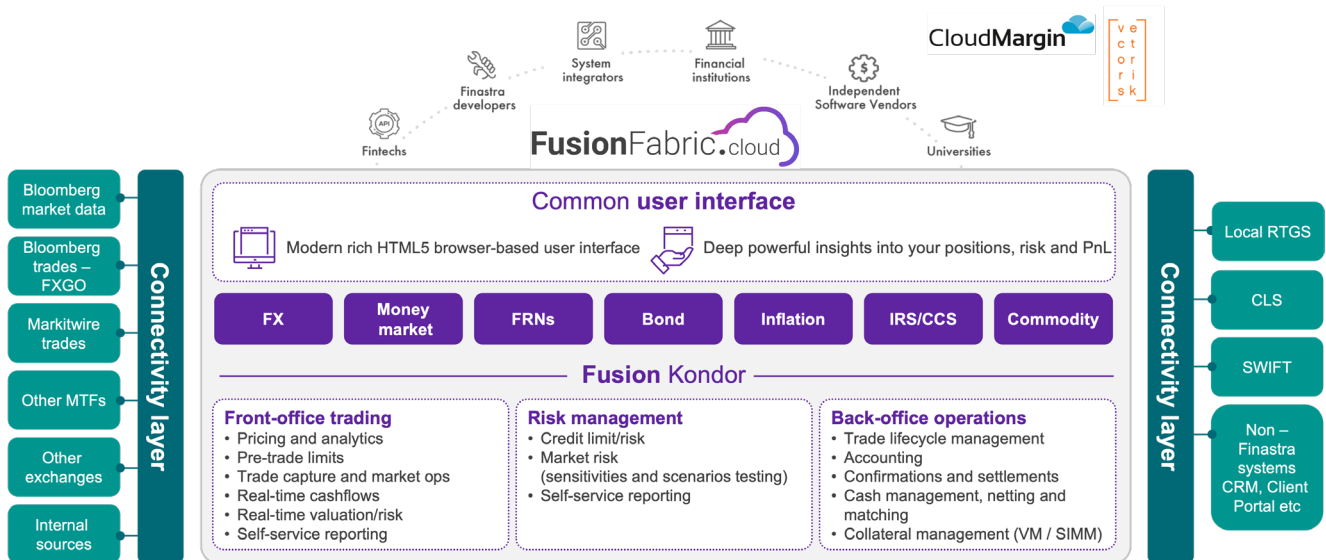 CloudMargin
vector
risk
System
integrators
Financial
institutions
Finastra
developers
Independent
Software Vendors
API
Fintechs
FusionFabric.cloud
Universities
Bloomberg
market data
Bloomberg
trades –
FXGO
Markitwire
trades
Other MTFs
Other
exchanges
Internal
sources
Connectivity layer
Common user interface
Modern rich HTML5 browser-based user interface
Deep powerful insights into your positions, risk and PnL
FX
Money
market
FRNs
Bond
Inflation
IRS/CCS
Commodity
Fusion Kondor
Front-office trading
• Pricing and analytics
• Pre-trade limits
• Trade capture and market ops
• Real-time cashflows
• Real-time valuation/risk
• Self-service reporting
Risk management
• Credit limit/risk
• Market risk
(sensitivities and scenarios testing)
• Self-service reporting
Back-office operations
• Trade lifecycle management
• Accounting
• Confirmations and settlements
• Cash management, netting and
matching
• Collateral management (VM / SIMM)
Connectivity layer
Local RTGS
CLS
SWIFT
Non –
Finastra
systems
CRM, Client
Portal etc